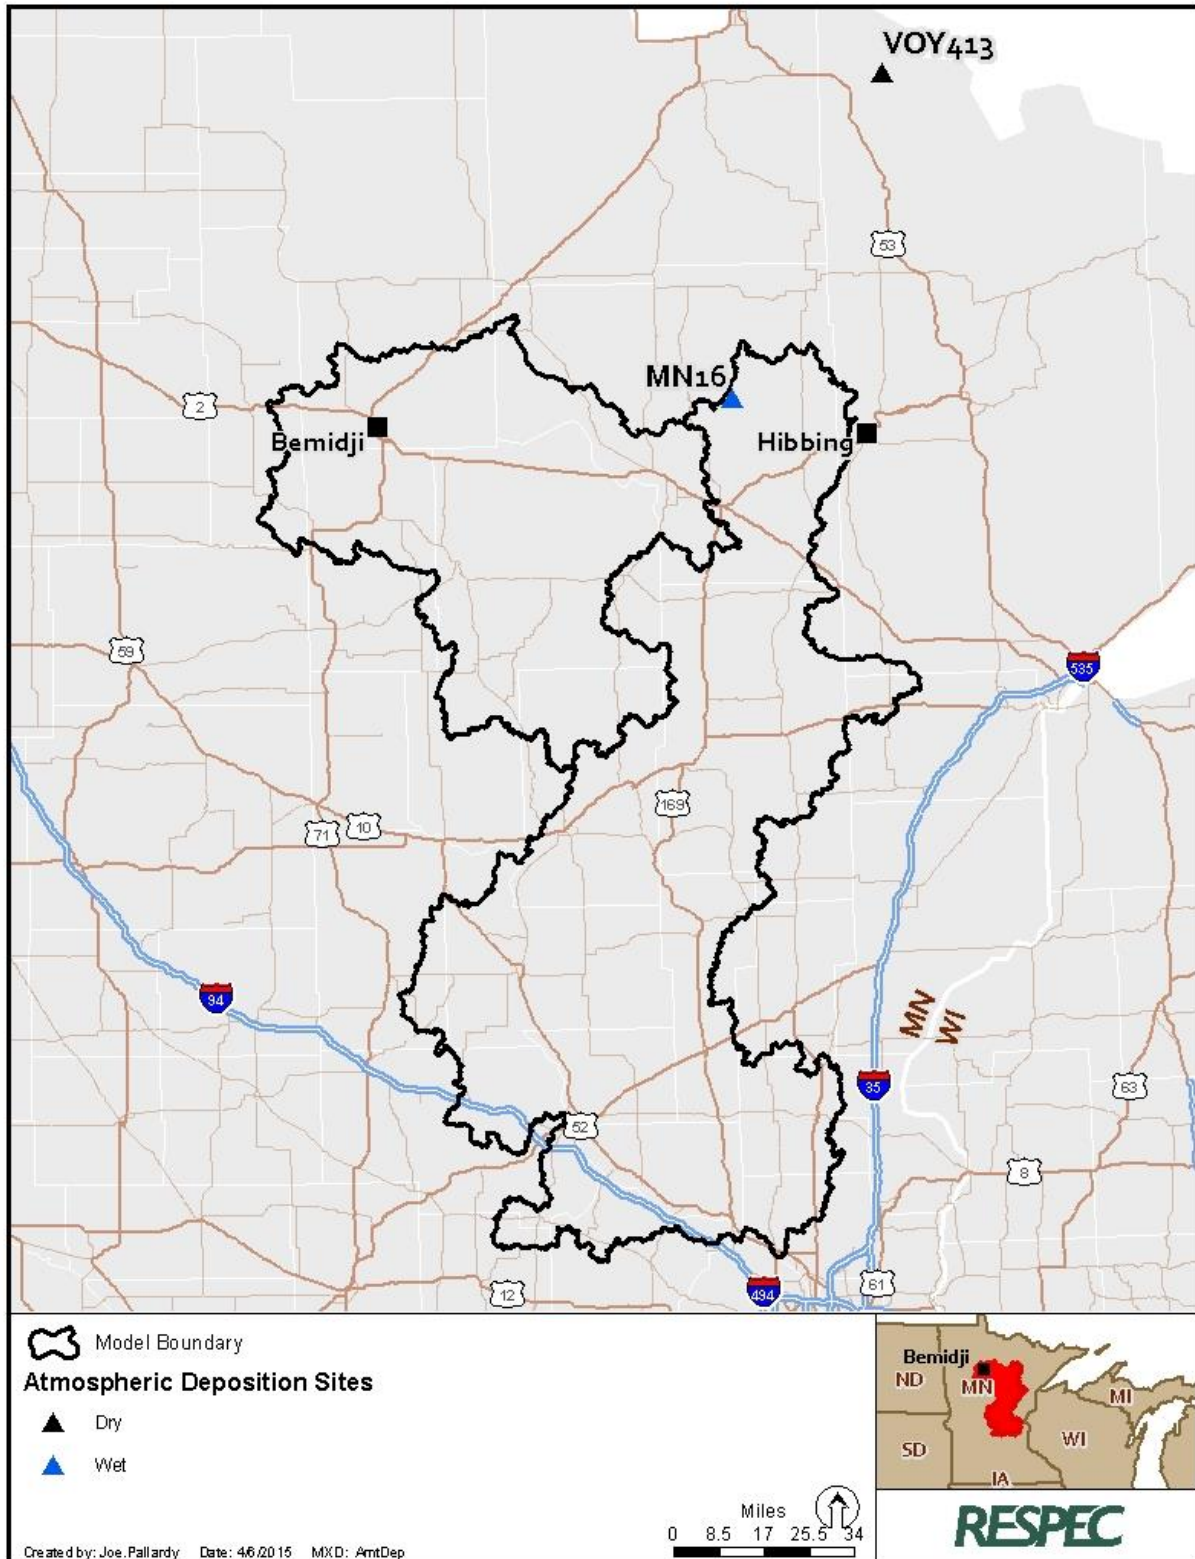 VOY413
53
MN16
2
Bemidji
Hibbing
59
535
169
71
10
94
MN
WI
35
63
52
8
12
494
61
Model Boundary
Atmospheric Deposition Sites
Dry
Wet
Miles
0 8.5 17 25.5 34
Created by: Joe.Pallardy Date: 4/6/2015 MXD: AmtDep
Bemidji
ND
MN
MI
SD
WI
IA
RESPEC